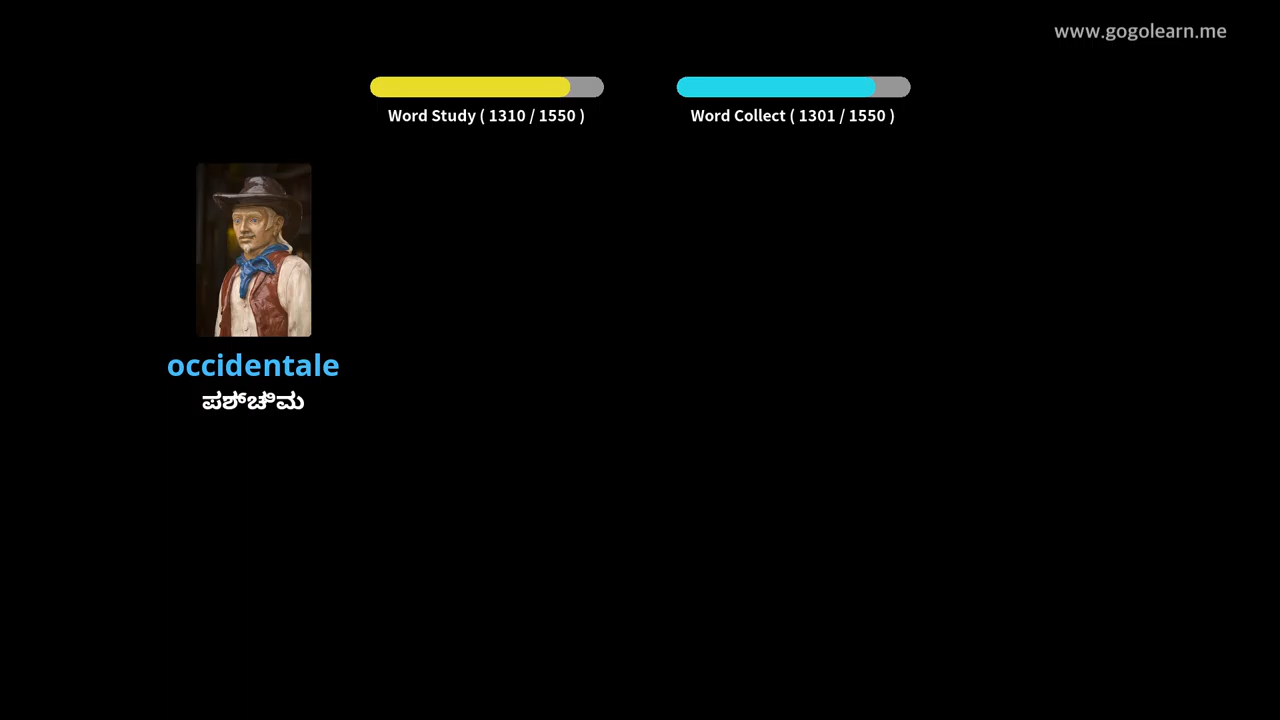 www.gogolearn.me
Word Study ( 1310 / 1550 )
Word Collect ( 1301 / 1550 )
occidentale
ಪಶ್ಚಿಮ